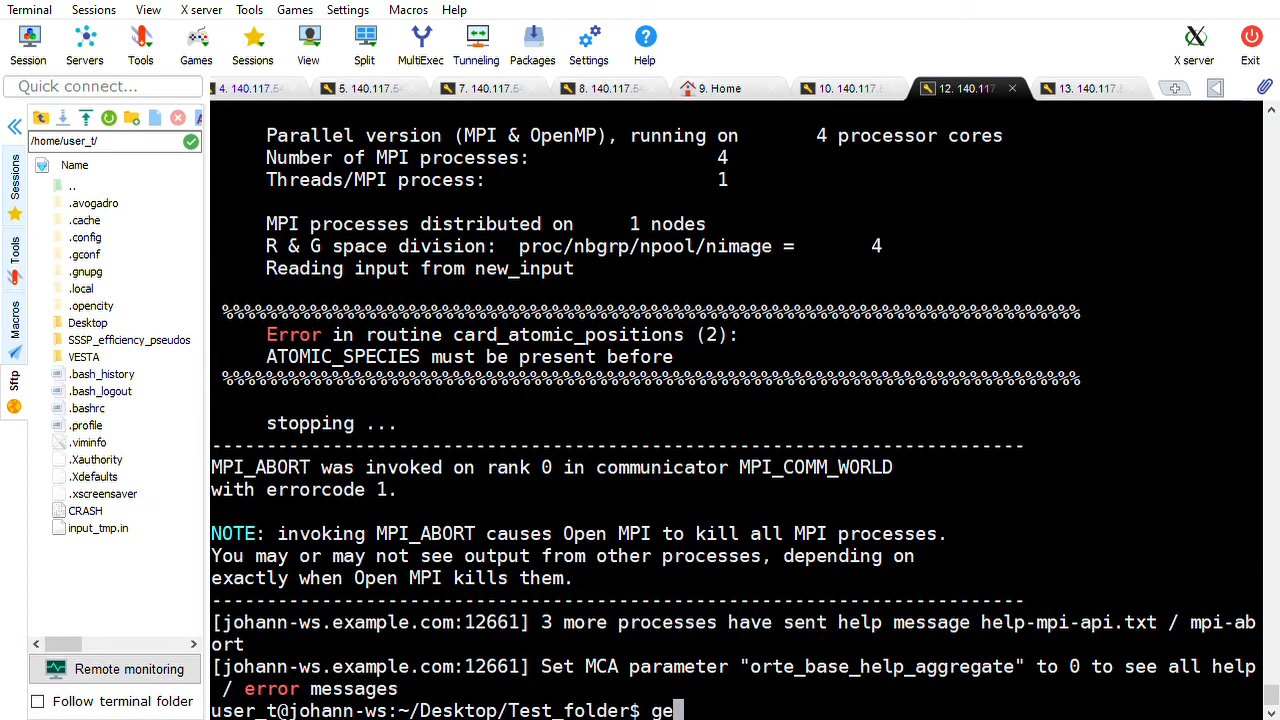 Terminal Sessions View X server Tools Games Settings Macros Help
Session Servers Tools Games Sessions View Split MultiExec Tunneling Packages Settings Help X server Exit
Quick connect...
4. 140.117.5 5. 140.117.5 7. 140.117.5 8. 140.117.5 9. Home 10. 140.117.5 12. 140.117 13. 140.117.5
/home/user_t/
Name
..
.avogadro
.cache
.config
.gconf
.gnupg
.local
.opencity
Desktop
SSSP_efficiency_pseudos
VESTA
.bash_history
.bash_logout
.bashrc
.profile
.viminfo
.Xauthority
.Xdefaults
.xscreensaver
CRASH
input_tmp.in
Sessions
Tools
Macros
Sftp
Remote monitoring
Follow terminal folder
Parallel version (MPI & OpenMP), running on 4 processor cores
Number of MPI processes: 4
Threads/MPI process: 1
MPI processes distributed on 1 nodes
R & G space division: proc/nbgrp/npool/nimage = 4
Reading input from new_input
%%%%%%%%%%%%%%%%%%%%%%%%%%%%%%%%%%%%%%%%%%%%%%%%%%%%%%%%%%%%%%%%%%%%%%%%%%%%%%%%
Error in routine card_atomic_positions (2):
ATOMIC_SPECIES must be present before
%%%%%%%%%%%%%%%%%%%%%%%%%%%%%%%%%%%%%%%%%%%%%%%%%%%%%%%%%%%%%%%%%%%%%%%%%%%%%%%%
stopping ...
--------------------------------------------------------------------------
MPI_ABORT was invoked on rank 0 in communicator MPI_COMM_WORLD
with errorcode 1.
NOTE: invoking MPI_ABORT causes Open MPI to kill all MPI processes.
You may or may not see output from other processes, depending on
exactly when Open MPI kills them.
--------------------------------------------------------------------------
[johann-ws.example.com:12661] 3 more processes have sent help message help-mpi-api.txt / mpi-ab
ort
[johann-ws.example.com:12661] Set MCA parameter "orte_base_help_aggregate" to 0 to see all help
/ error messages
user_t@johann-ws:~/Desktop/Test_folder$ ge